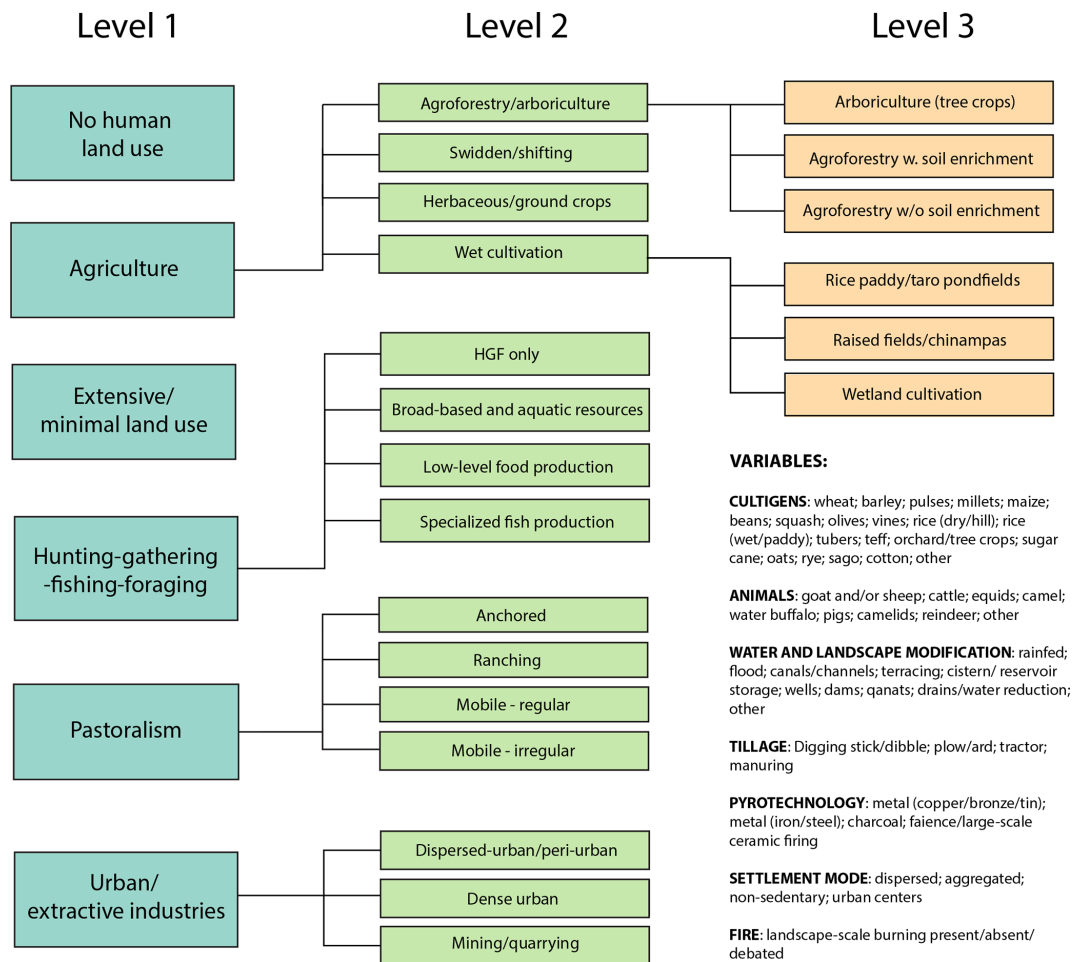 Level 1
Level 2
Level 3
No human
land use
Agriculture
Extensive/
minimal land use
Hunting-gathering
-fishing-foraging
Pastoralism
Urban/
extractive industries
Agroforestry/arboriculture
Swidden/shifting
Herbaceous/ground crops
Wet cultivation
HGF only
Broad-based and aquatic resources
Low-level food production
Specialized fish production
Anchored
Ranching
Mobile - regular
Mobile - irregular
Dispersed-urban/peri-urban
Dense urban
Mining/quarrying
Arboriculture (tree crops)
Agroforestry w. soil enrichment
Agroforestry w/o soil enrichment
Rice paddy/taro pondfields
Raised fields/chinampas
Wetland cultivation
VARIABLES:
CULTIGENS: wheat; barley; pulses; millets; maize;
beans; squash; olives; vines; rice (dry/hill); rice
(wet/paddy); tubers; teff; orchard/tree crops; sugar
cane; oats; rye; sago; cotton; other
ANIMALS: goat and/or sheep; cattle; equids; camel;
water buffalo; pigs; camelids; reindeer; other
WATER AND LANDSCAPE MODIFICATION: rainfed;
flood; canals/channels; terracing; cistern/ reservoir
storage; wells; dams; qanats; drains/water reduction;
other
TILLAGE: Digging stick/dibble; plow/ard; tractor;
manuring
PYROTECHNOLOGY: metal (copper/bronze/tin);
metal (iron/steel); charcoal; faience/large-scale
ceramic firing
SETTLEMENT MODE: dispersed; aggregated;
non-sedentary; urban centers
FIRE: landscape-scale burning present/absent/
debated